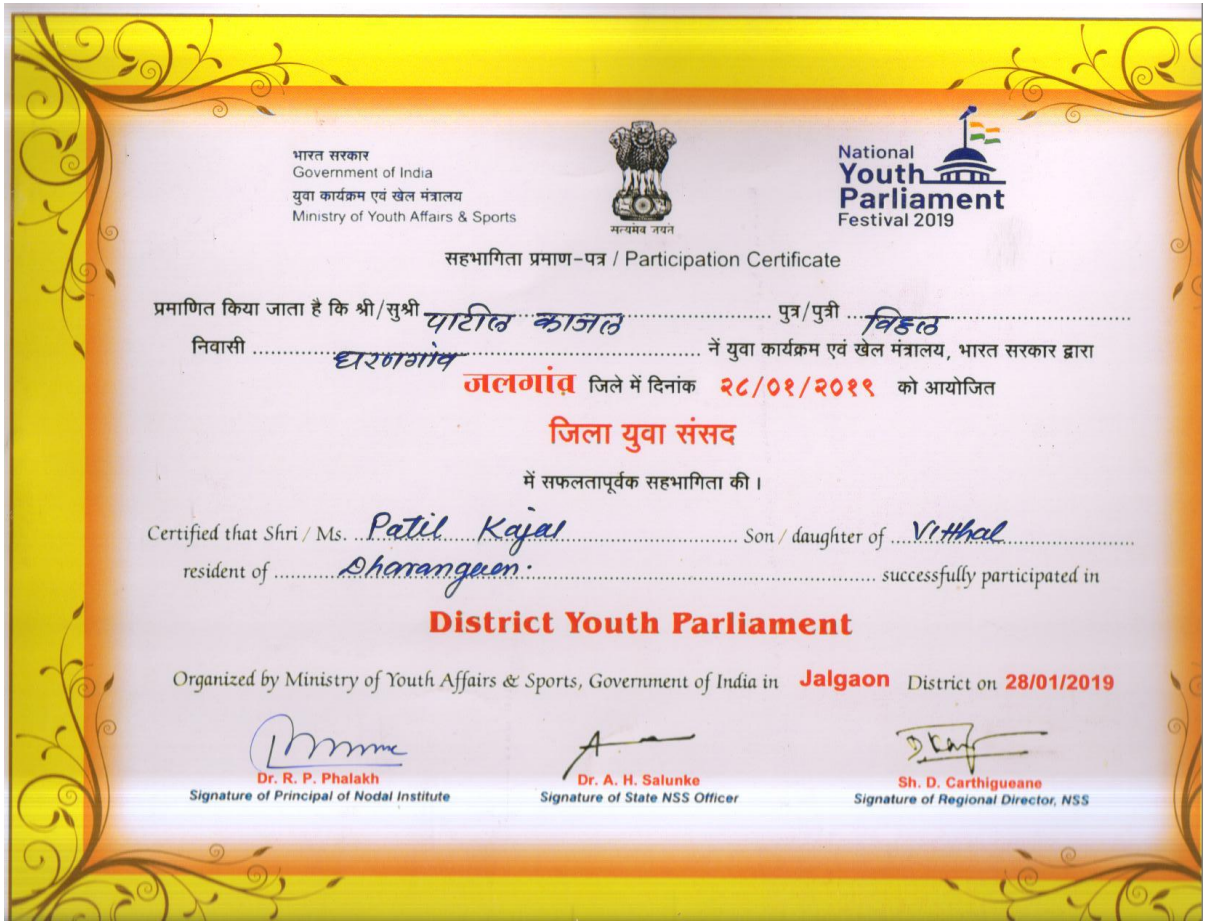 भारत सरकार
Government of India
युवा कार्यक्रम एवं खेल मंत्रालय
Ministry of Youth Affairs & Sports
सत्यमेव जयते
National
Youth
Parliament
Festival 2019
सहभागिता प्रमाण-पत्र / Participation Certificate
प्रमाणित किया जाता है कि श्री/सुश्री पाटील काजल पुत्र/पुत्री विठ्ठल
निवासी धरणगांव नें युवा कार्यक्रम एवं खेल मंत्रालय, भारत सरकार द्वारा
जलगांव जिले में दिनांक २८/०१/२०१९ को आयोजित
जिला युवा संसद
में सफलतापूर्वक सहभागिता की ।
Certified that Shri / Ms. Patil Kajal Son / daughter of Vitthal
resident of Dharangaon. successfully participated in
District Youth Parliament
Organized by Ministry of Youth Affairs & Sports, Government of India in Jalgaon District on 28/01/2019
Dr. R. P. Phalakh
Signature of Principal of Nodal Institute
Dr. A. H. Salunke
Signature of State NSS Officer
D. Kar
Sh. D. Carthigueane
Signature of Regional Director, NSS